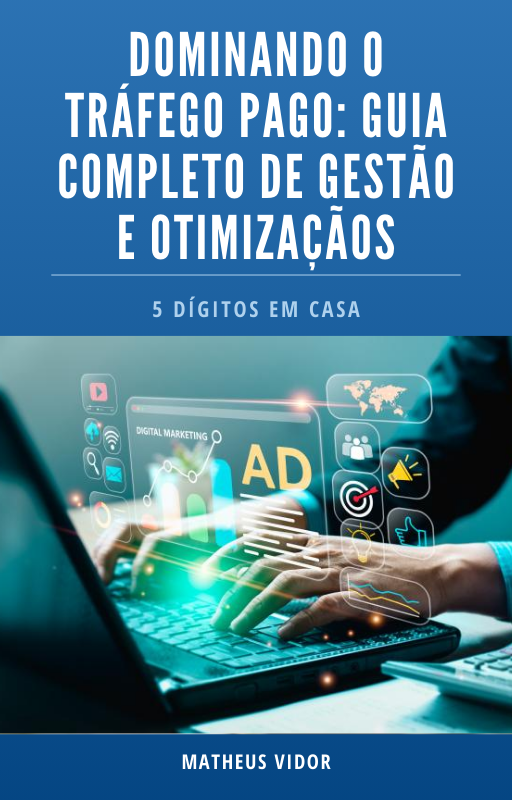 DOMINANDO O
TRÁFEGO PAGO: GUIA
COMPLETO DE GESTÃO
E OTIMIZAÇÃOS
5 DÍGITOS EM CASA
DIGITAL MARKETING
AD
MATHEUS VIDOR